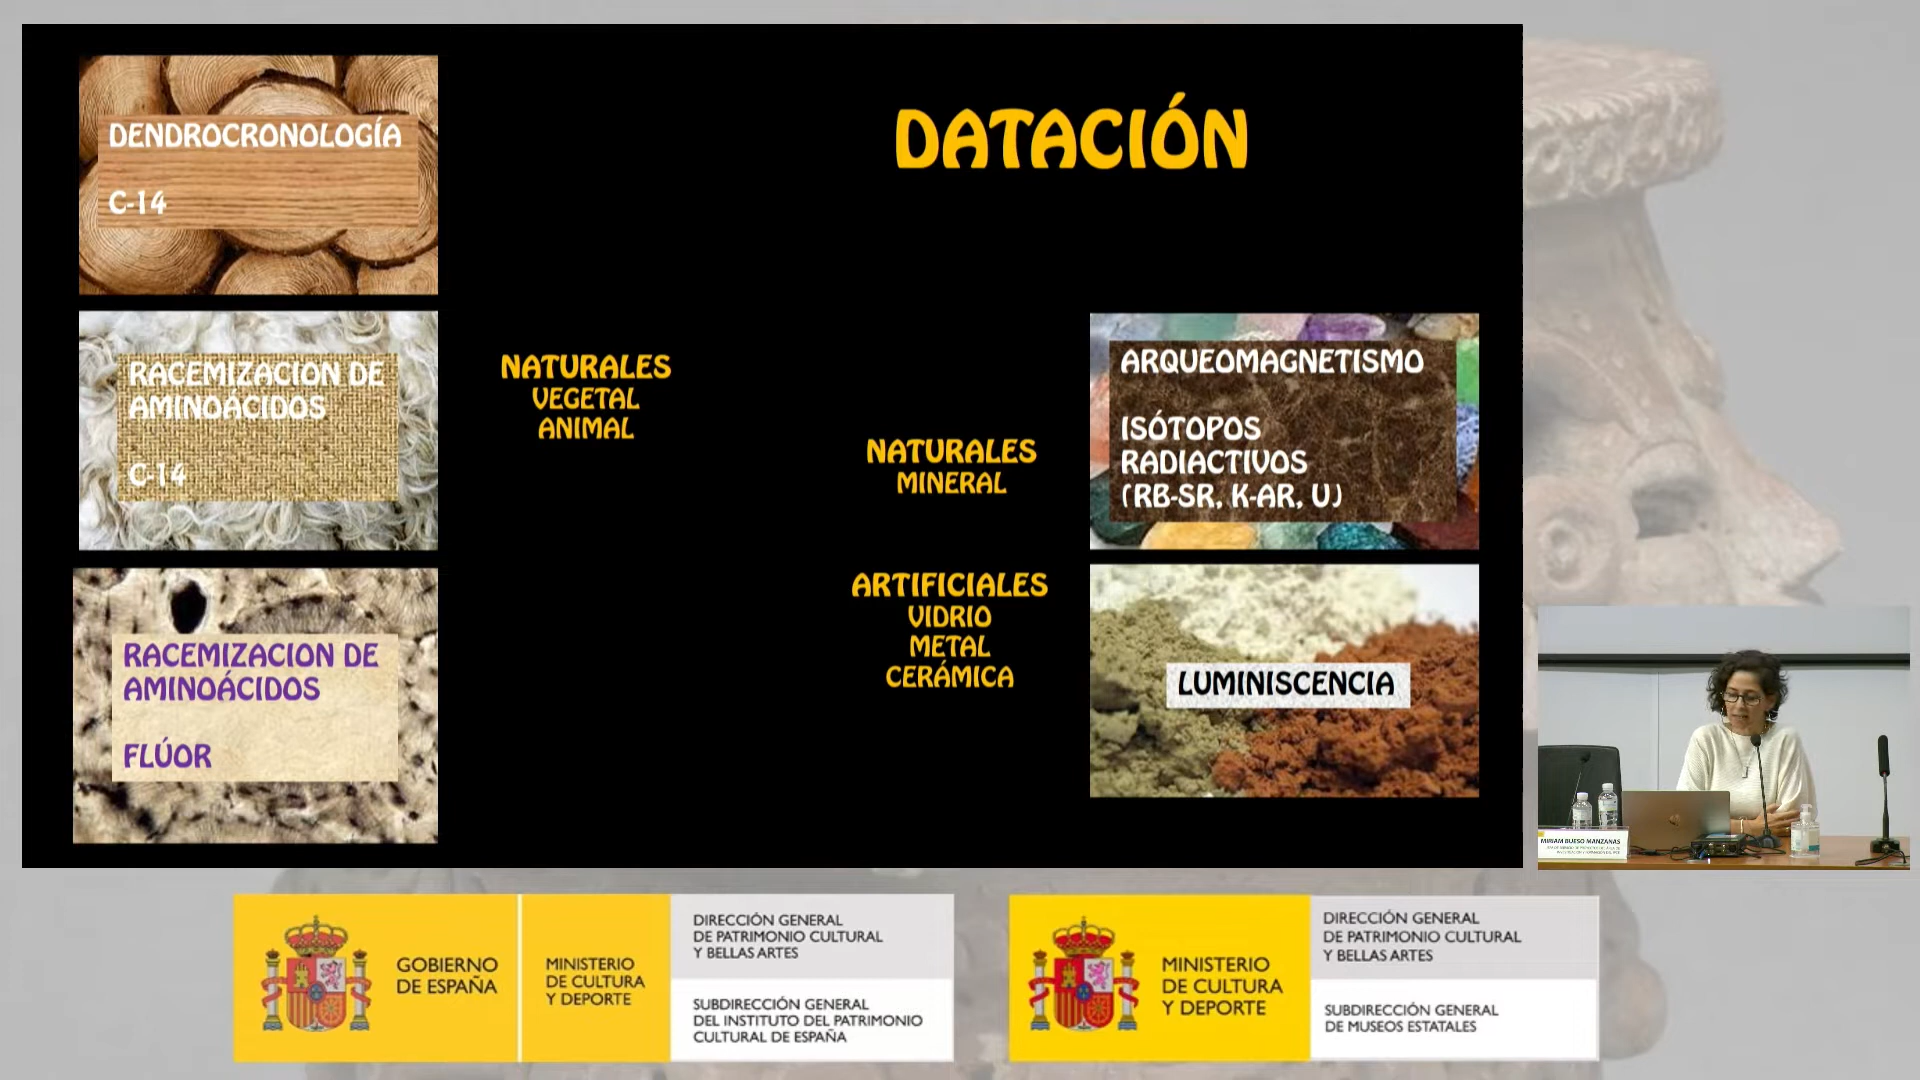 DATACIÓN
DENDROCRONOLOGÍA
C-14
RACEMIZACION DE
AMINOÁCIDOS
C-14
RACEMIZACION DE
AMINOÁCIDOS
FLÚOR
NATURALES
VEGETAL
ANIMAL
NATURALES
MINERAL
ARTIFICIALES
VIDRIO
METAL
CERÁMICA
ARQUEOMAGNETISMO
ISÓTOPOS
RADIACTIVOS
(RB-SR, K-AR, U)
LUMINISCENCIA
MIRIAM BUESO MANZANAS
GOBIERNO
DE ESPAÑA
MINISTERIO
DE CULTURA
Y DEPORTE
DIRECCIÓN GENERAL
DE PATRIMONIO CULTURAL
Y BELLAS ARTES
SUBDIRECCIÓN GENERAL
DEL INSTITUTO DEL PATRIMONIO
CULTURAL DE ESPAÑA
MINISTERIO
DE CULTURA
Y DEPORTE
DIRECCIÓN GENERAL
DE PATRIMONIO CULTURAL
Y BELLAS ARTES
SUBDIRECCIÓN GENERAL
DE MUSEOS ESTATALES